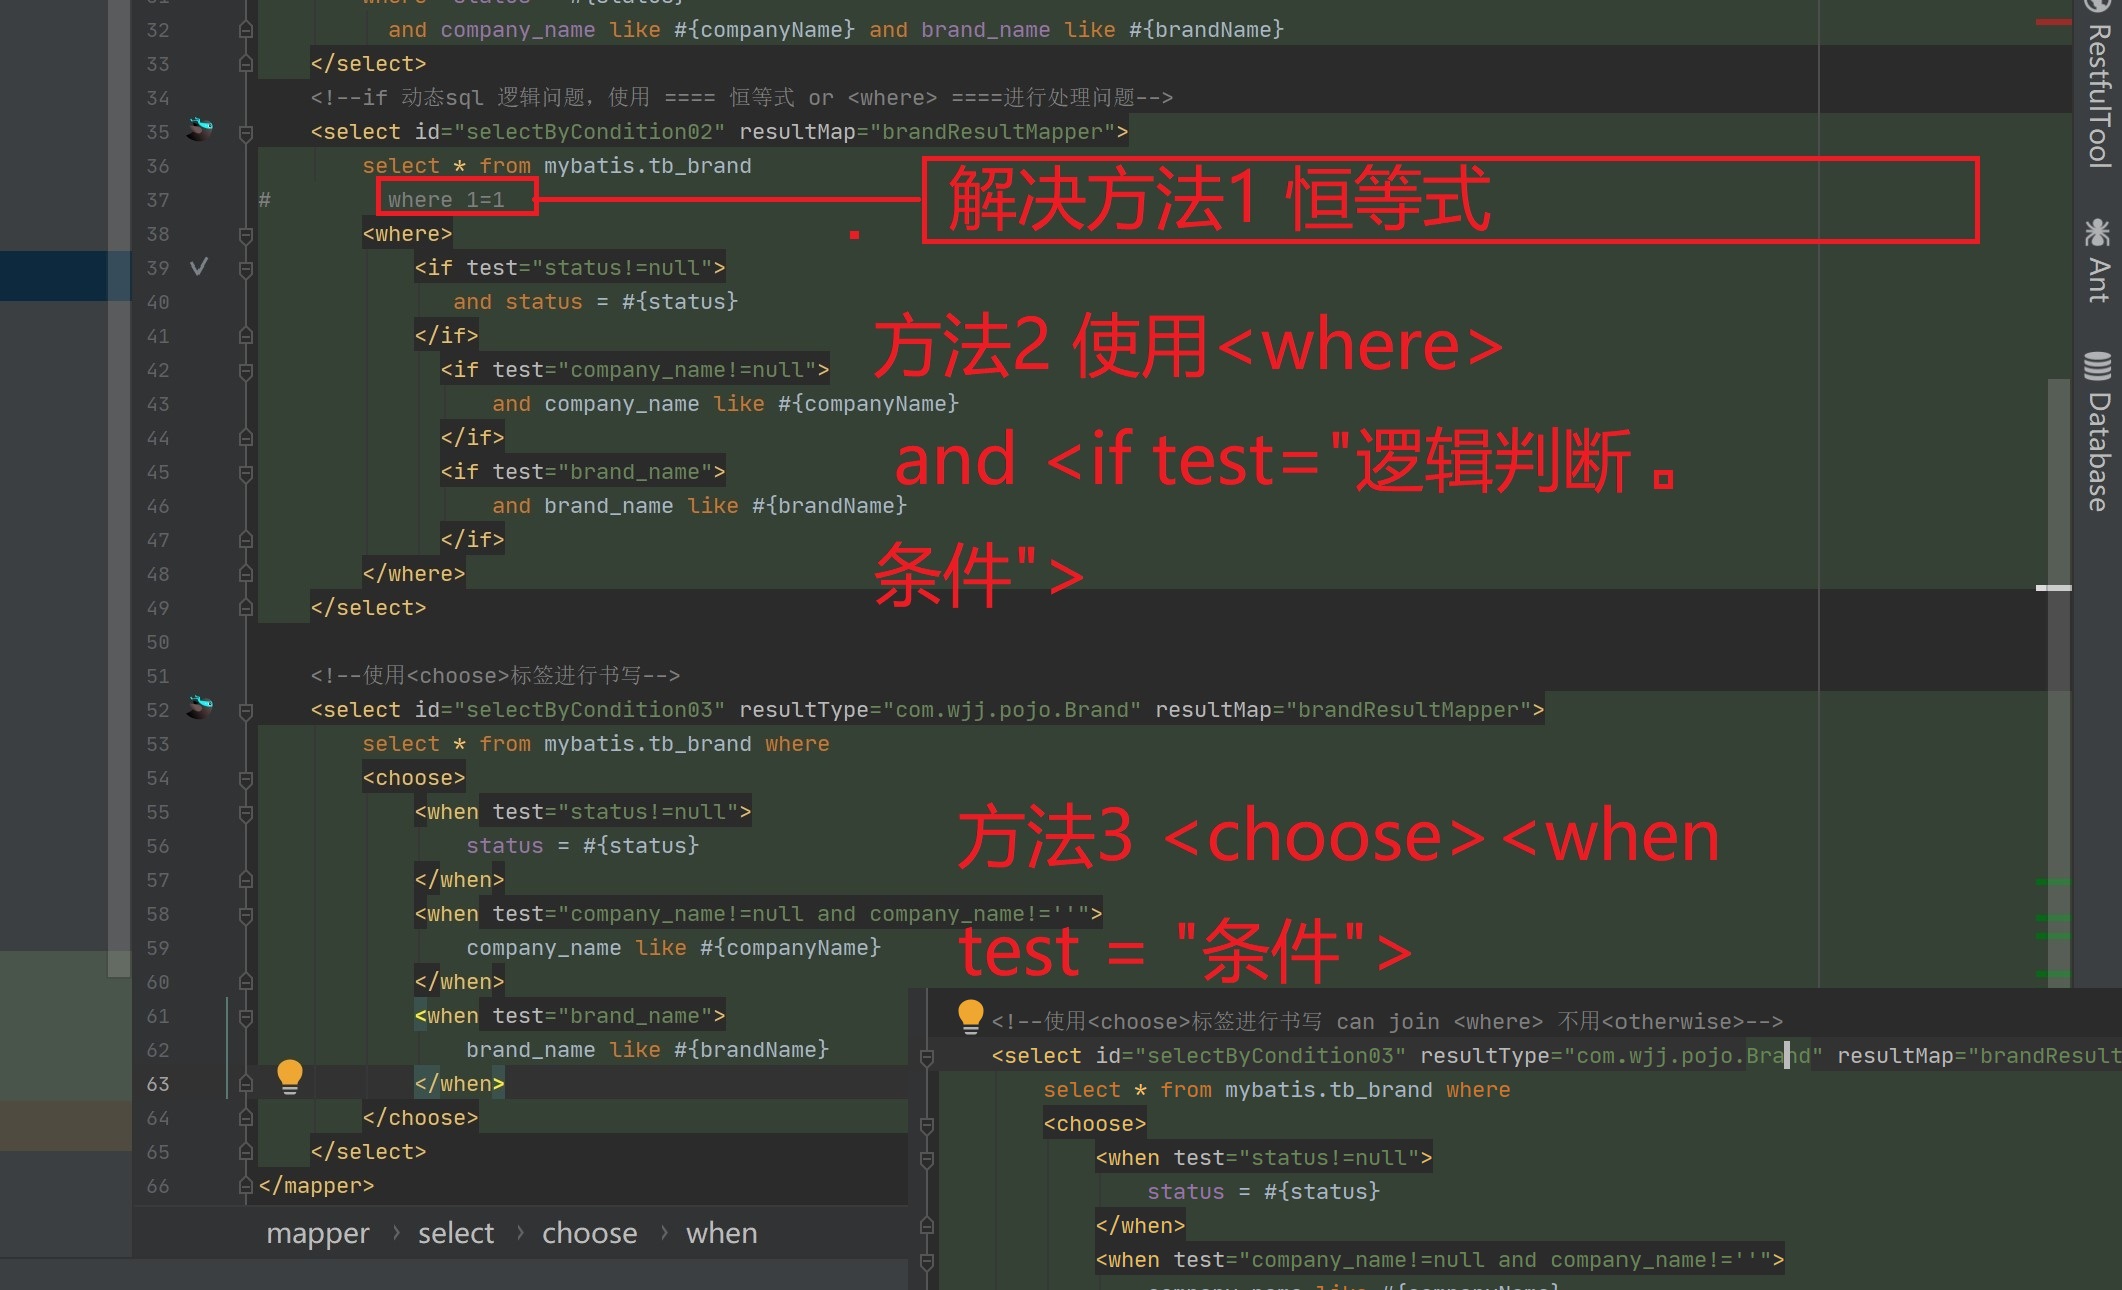 where status = #{status}
32 and company_name like #{companyName} and brand_name like #{brandName}
33 </select>
34 <!--if 动态sql 逻辑问题，使用 ==== 恒等式 or <where> ====进行处理问题-->
35 <select id="selectByCondition02" resultMap="brandResultMapper">
36 select * from mybatis.tb_brand
37 # where 1=1
解决方法1 恒等式
38 <where>
39 <if test="status!=null">
40 and status = #{status}
41 </if>
方法2 使用<where>
42 <if test="company_name!=null">
43 and company_name like #{companyName}
44 </if>
and <if test="逻辑判断。
45 <if test="brand_name">
46 and brand_name like #{brandName}
47 </if>
条件">
48 </where>
49 </select>
50
51 <!--使用<choose>标签进行书写-->
52 <select id="selectByCondition03" resultType="com.wjj.pojo.Brand" resultMap="brandResultMapper">
53 select * from mybatis.tb_brand where
54 <choose>
55 <when test="status!=null">
56 status = #{status}
方法3 <choose><when
57 </when>
58 <when test="company_name!=null and company_name!=''">
59 company_name like #{companyName}
test = "条件">
60 </when>
61 <when test="brand_name">
62 brand_name like #{brandName}
63 </when>
64 </choose>
65 </select>
66 </mapper>
mapper › select › choose › when
<!--使用<choose>标签进行书写 can join <where> 不用<otherwise>-->
<select id="selectByCondition03" resultType="com.wjj.pojo.Brand" resultMap="brandResult
select * from mybatis.tb_brand where
<choose>
<when test="status!=null">
status = #{status}
</when>
<when test="company_name!=null and company_name!=''">
company_name like #{companyName}
RestfulTool
Ant
Database